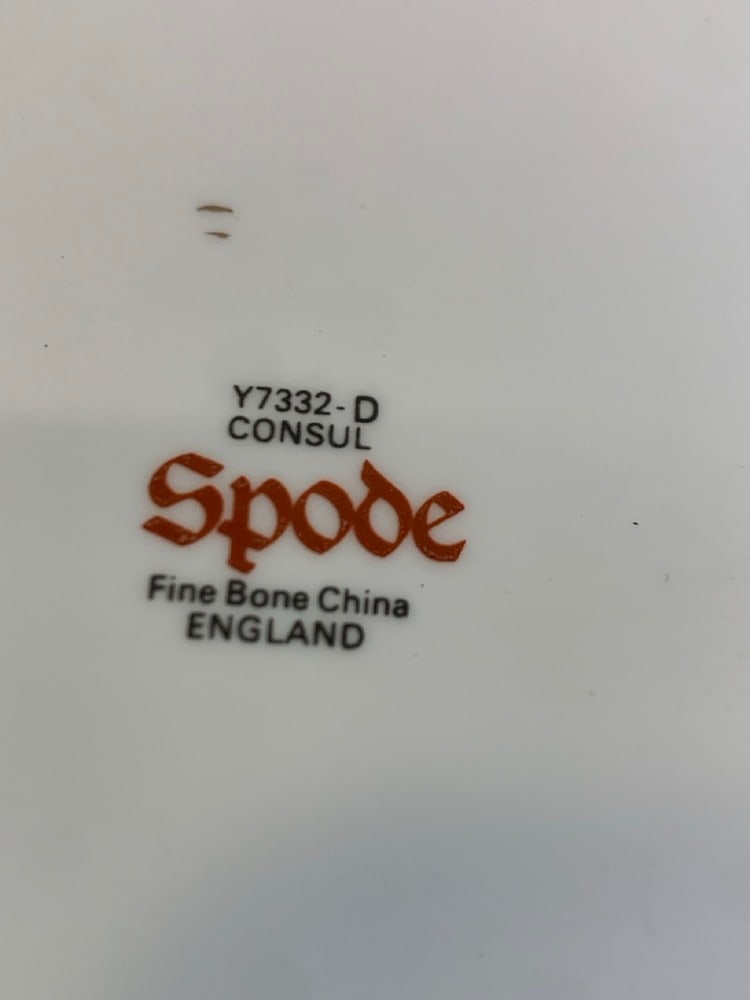 Y7332-D
CONSUL
Spode
Fine Bone China
ENGLAND